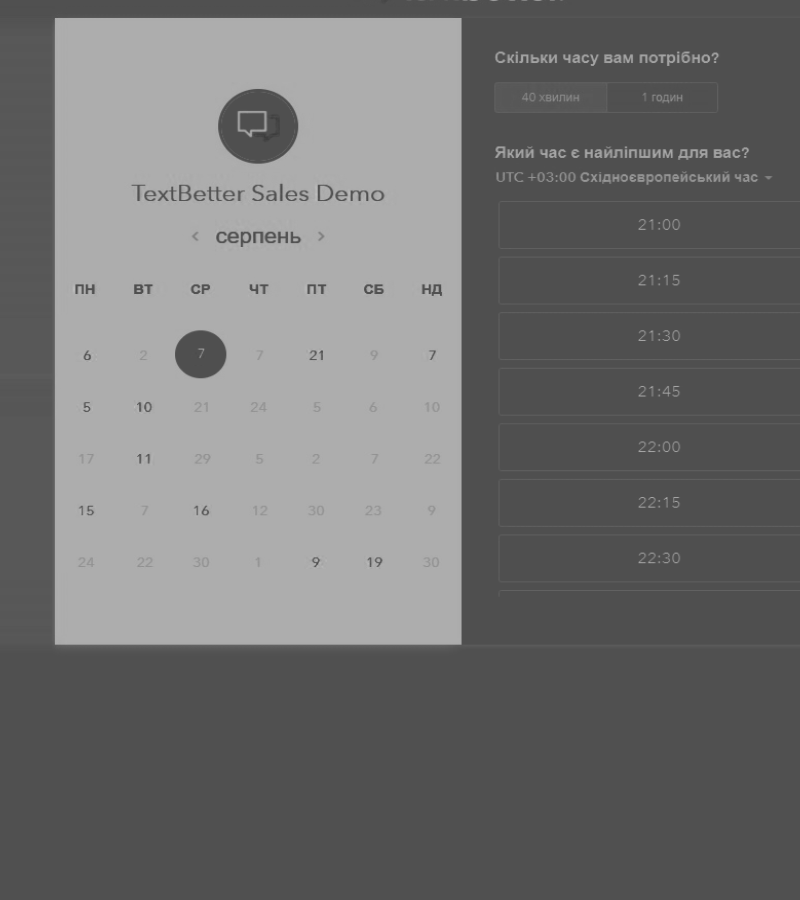 TextBetter Sales Demo
серпень
ПН ВТ СР ЧТ ПТ СБ НД
6 2 7 7 21 9 7
5 10 21 24 5 6 10
17 11 29 5 2 7 22
15 7 16 12 30 23 9
24 22 30 1 9 19 30
Скільки часу вам потрібно?
40 хвилин 1 годин
Який час є найліпшим для вас?
UTC +03:00 Східноєвропейський час
21:00
21:15
21:30
21:45
22:00
22:15
22:30